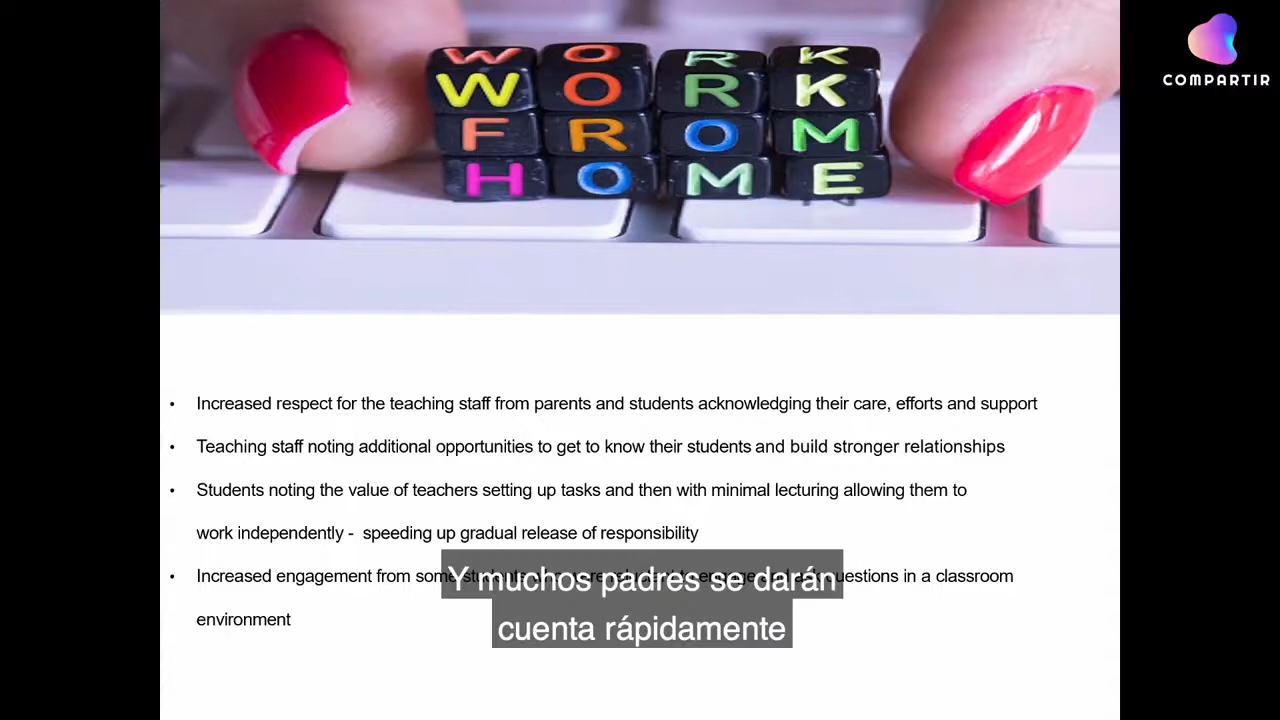 COMPARTIR
W O R K
W O R K
F R O M
H O M E
• Increased respect for the teaching staff from parents and students acknowledging their care, efforts and support
• Teaching staff noting additional opportunities to get to know their students and build stronger relationships
• Students noting the value of teachers setting up tasks and then with minimal lecturing allowing them to
work independently - speeding up gradual release of responsibility
• Increased engagement from some questions in a classroom
environment
Y muchos padres se darán
cuenta rápidamente